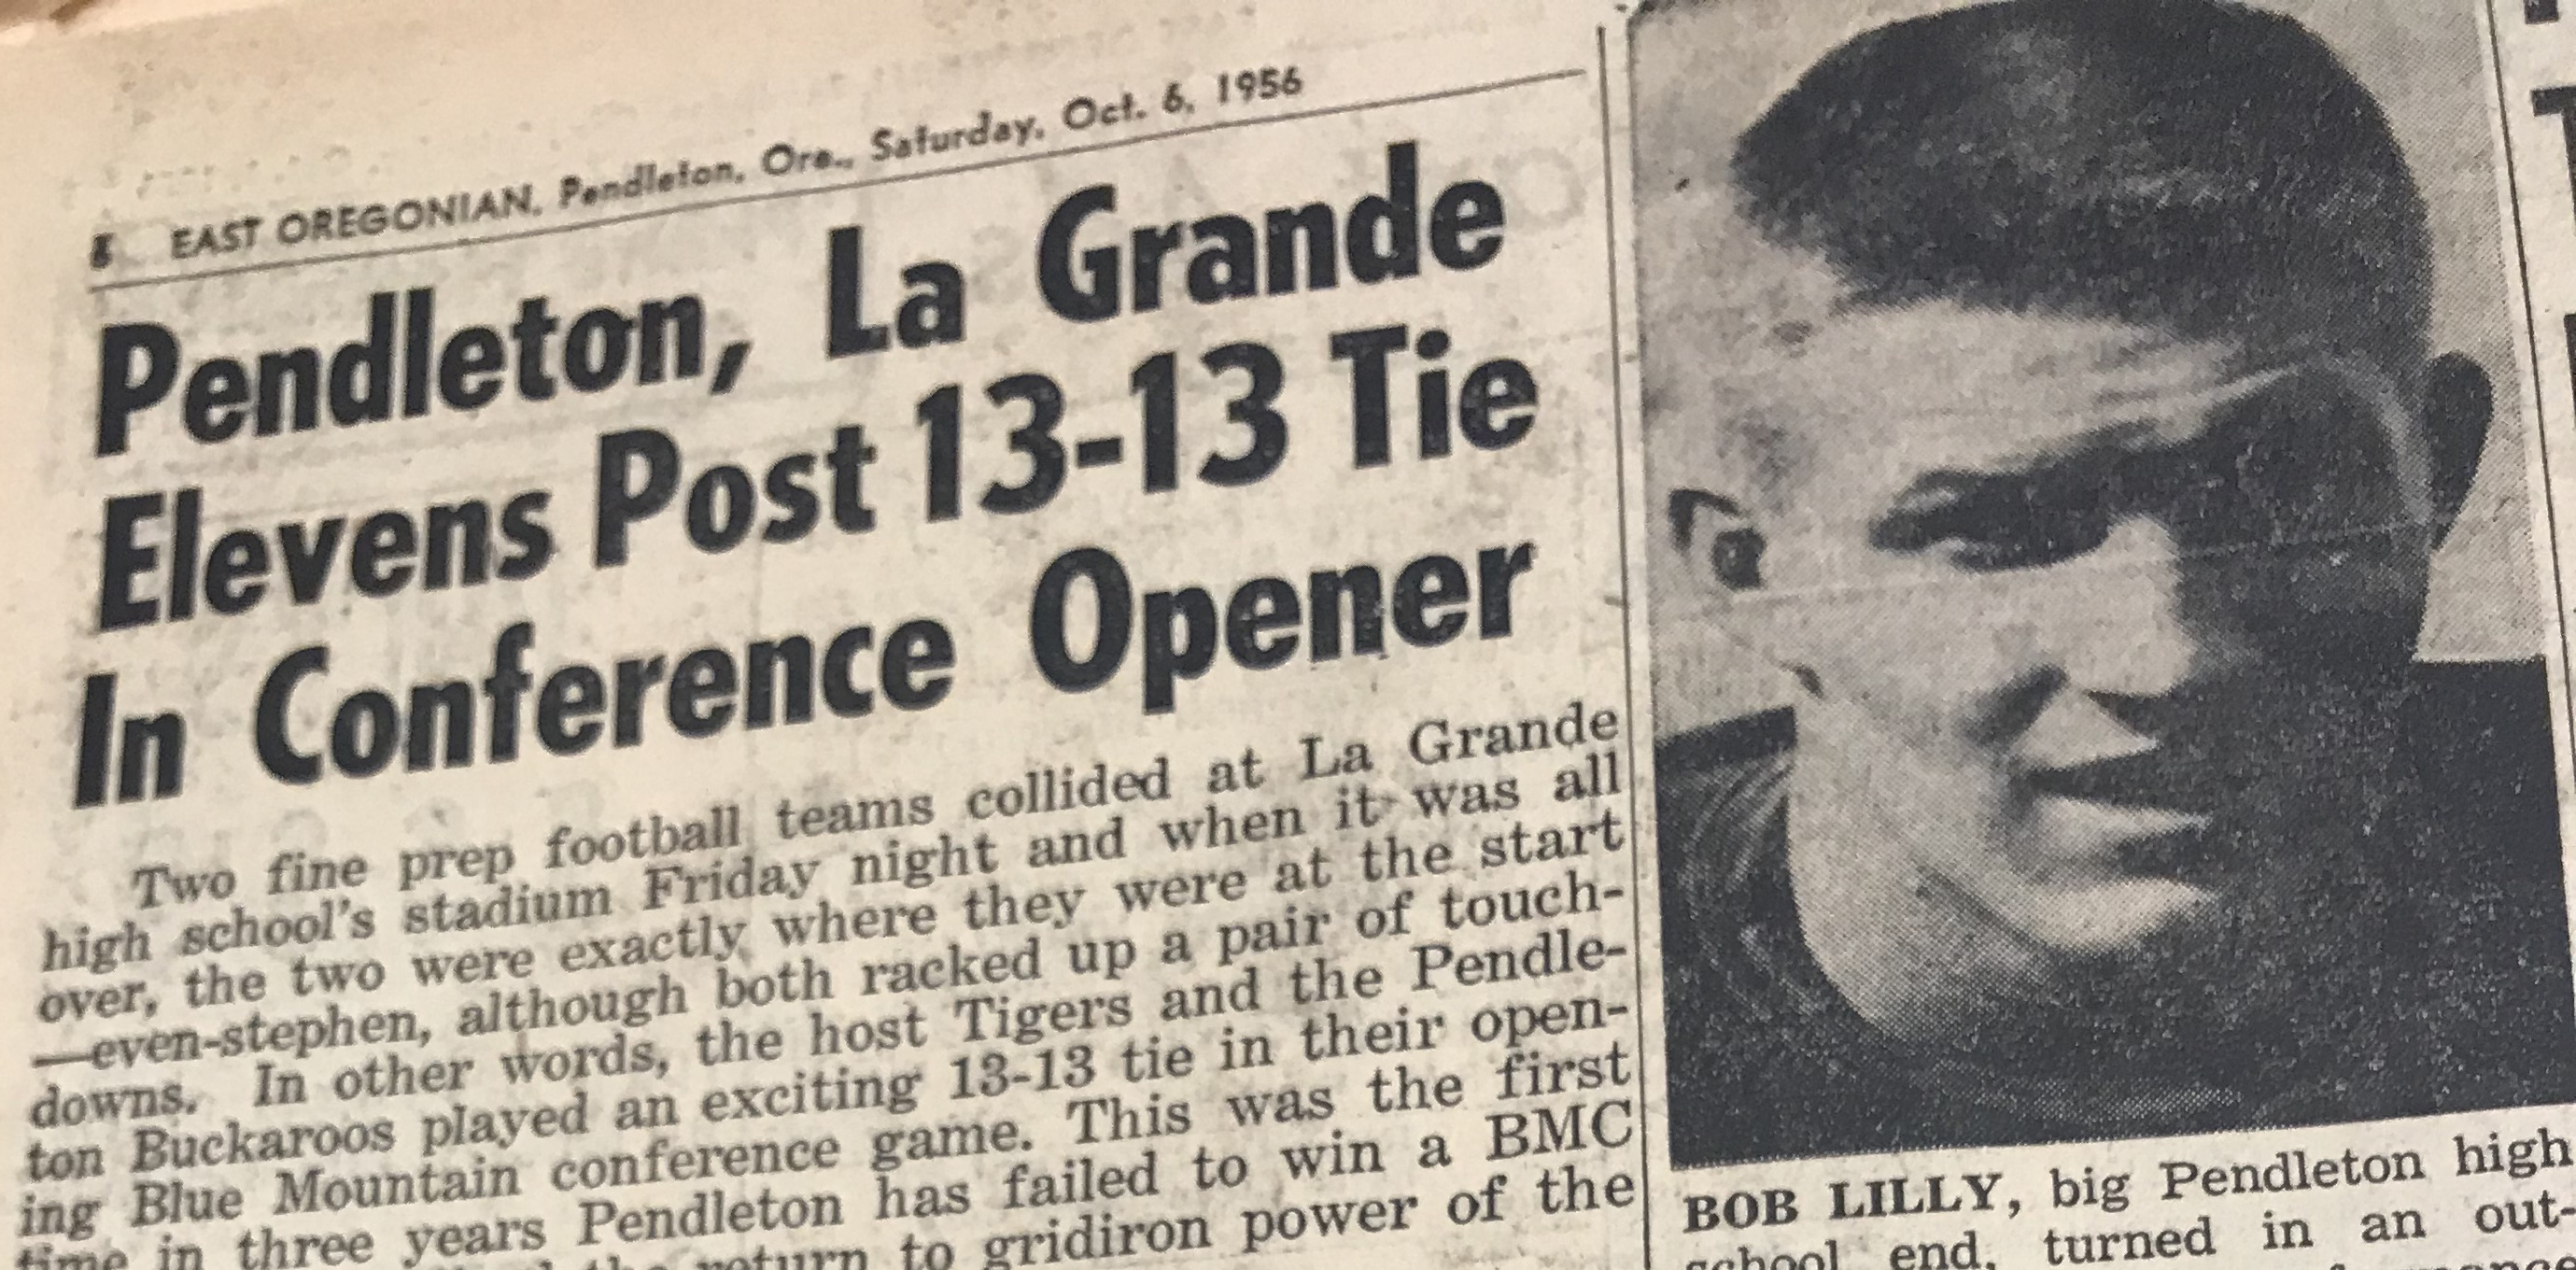 EAST OREGONIAN, Pendleton, Ore., Saturday, Oct. 6, 1956
Pendleton, La Grande
Elevens Post 13-13 Tie
In Conference Opener
Two fine prep football teams collided at La Grande
high school's stadium Friday night and when it was all
over, the two were exactly where they were at the start
—even-stephen, although both racked up a pair of touch-
downs. In other words, the host Tigers and the Pendle-
ton Buckaroos played an exciting 13-13 tie in their open-
ing Blue Mountain conference game. This was the first
time in three years Pendleton has failed to win a BMC
the return to gridiron power of the
BOB LILLY, big Pendleton high
school end, turned in an out-